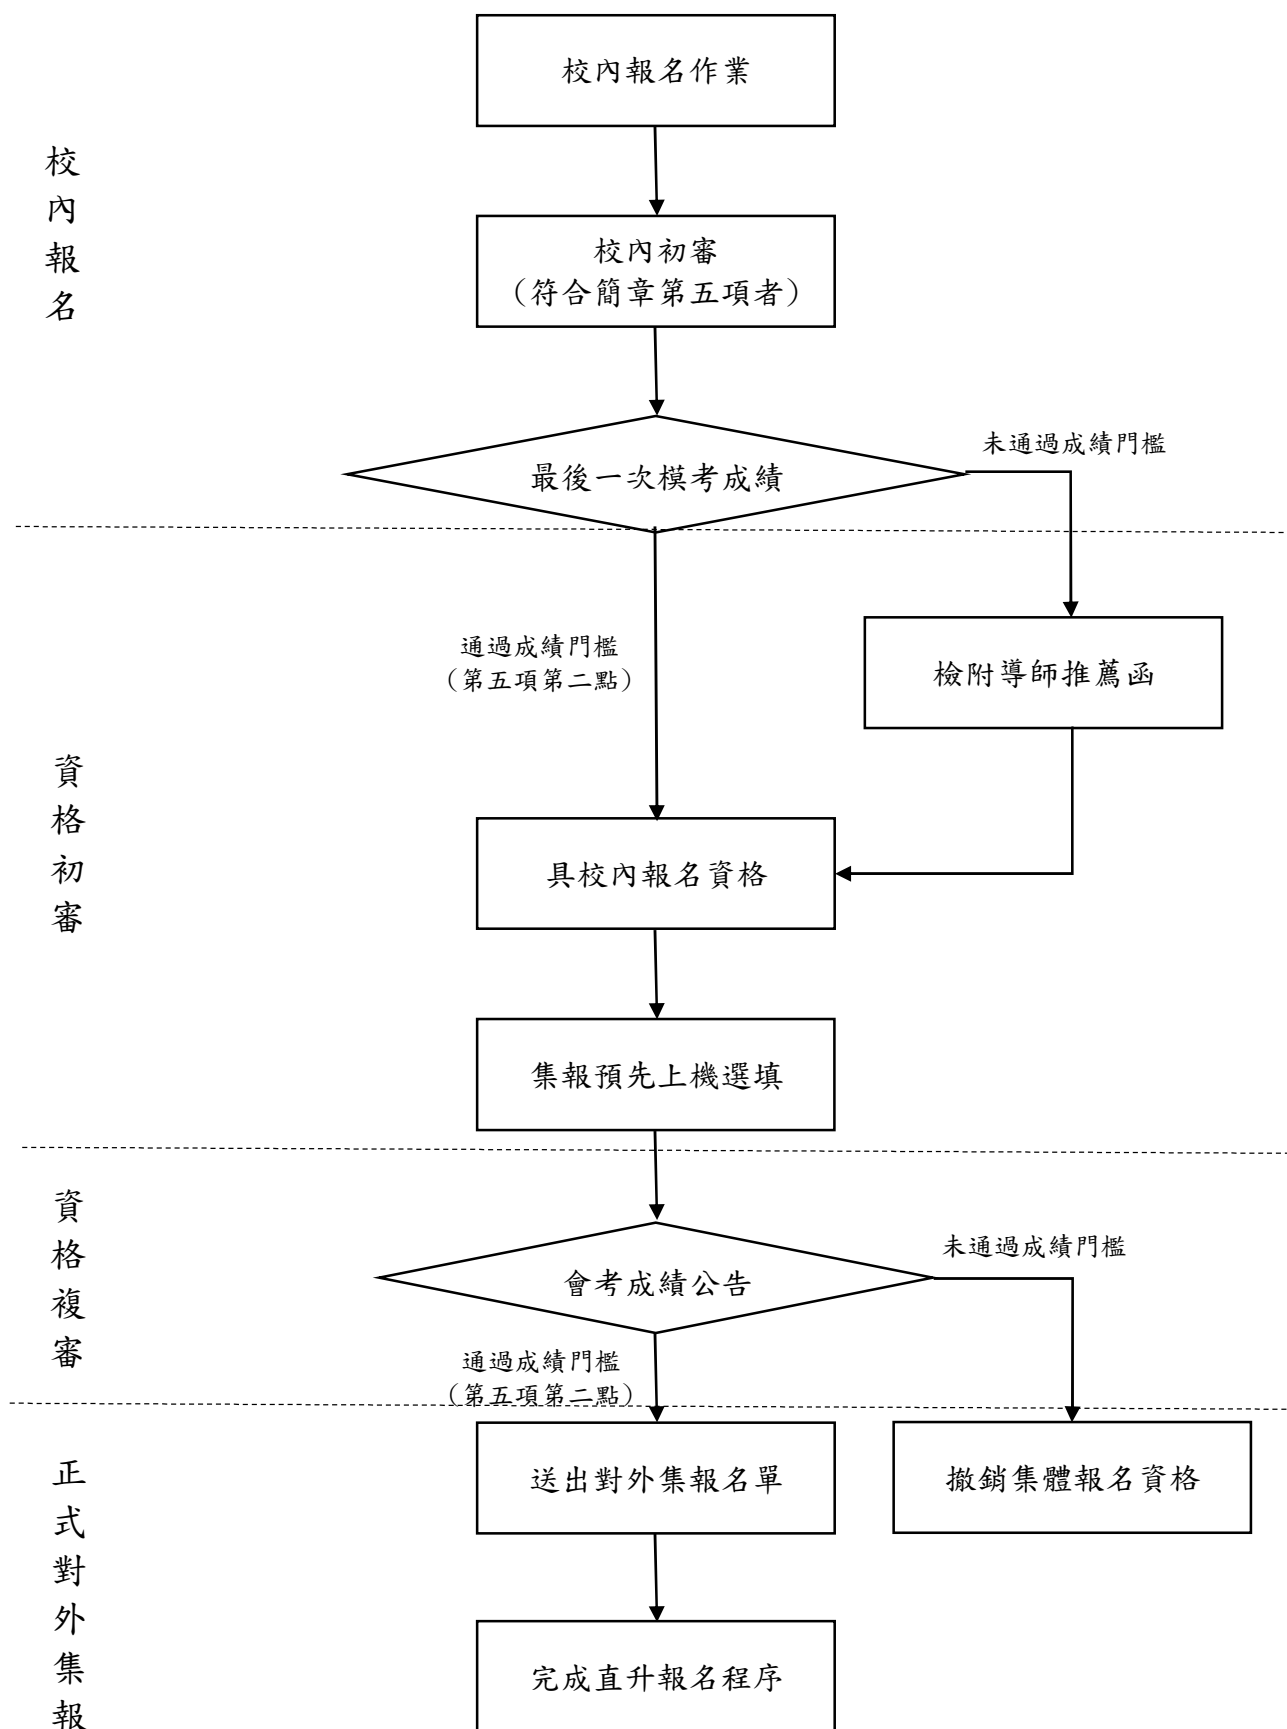 校內報名
校內報名作業
校內初審
（符合簡章第五項者）
最後一次模考成績
未通過成績門檻
資格初審
通過成績門檻
（第五項第二點）
檢附導師推薦函
具校內報名資格
集報預先上機選填
資格複審
會考成績公告
未通過成績門檻
通過成績門檻
（第五項第二點）
正式對外集報
送出對外集報名單
撤銷集體報名資格
完成直升報名程序